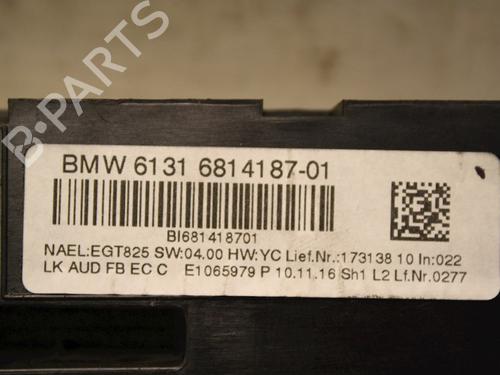 B-PARTS
BMW 6131 6814187-01
BI681418701
NAEL:EGT825 SW:04.00 HW:YC Lief.Nr.:173138 10 In:022
LK AUD FB EC C E1065979 P 10.11.16 Sh1 L2 Lf.Nr.0277